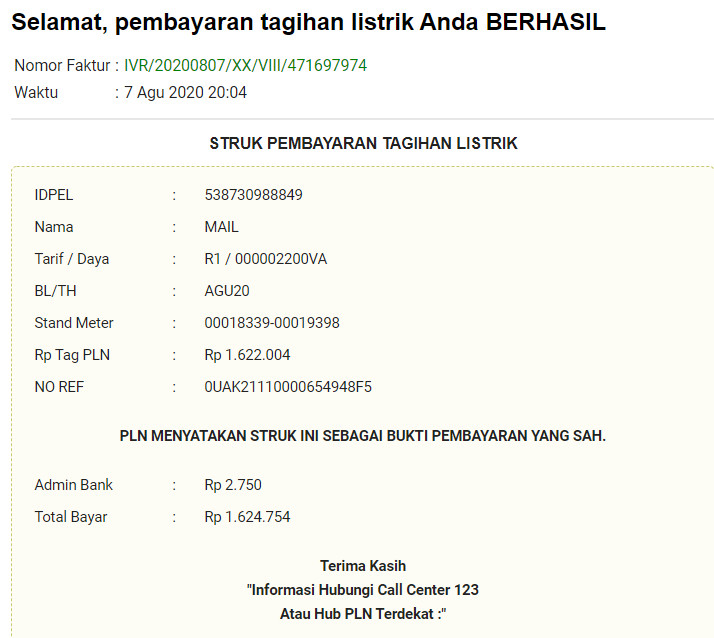 Selamat, pembayaran tagihan listrik Anda BERHASIL
Nomor Faktur : IVR/20200807/XX/VIII/471697974
Waktu : 7 Agu 2020 20:04
STRUK PEMBAYARAN TAGIHAN LISTRIK
IDPEL : 538730988849
Nama : MAIL
Tarif / Daya : R1 / 000002200VA
BL/TH : AGU20
Stand Meter : 00018339-00019398
Rp Tag PLN : Rp 1.622.004
NO REF : 0UAK21110000654948F5
PLN MENYATAKAN STRUK INI SEBAGAI BUKTI PEMBAYARAN YANG SAH.
Admin Bank : Rp 2.750
Total Bayar : Rp 1.624.754
Terima Kasih
"Informasi Hubungi Call Center 123
Atau Hub PLN Terdekat :"